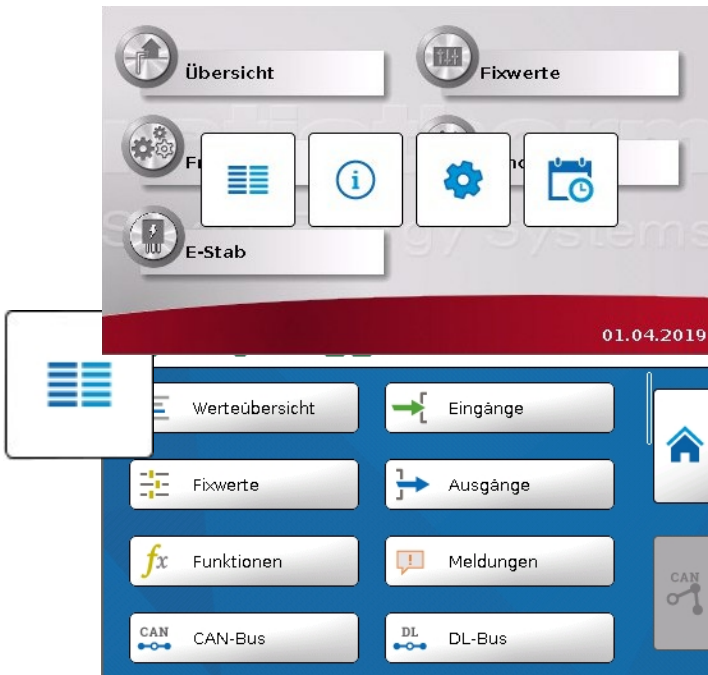 Übersicht
Fixwerte
E-Stab
01.04.2019
Werteübersicht
Eingänge
Fixwerte
Ausgänge
fx Funktionen
Meldungen
CAN
CAN CAN-Bus
DL DL-Bus